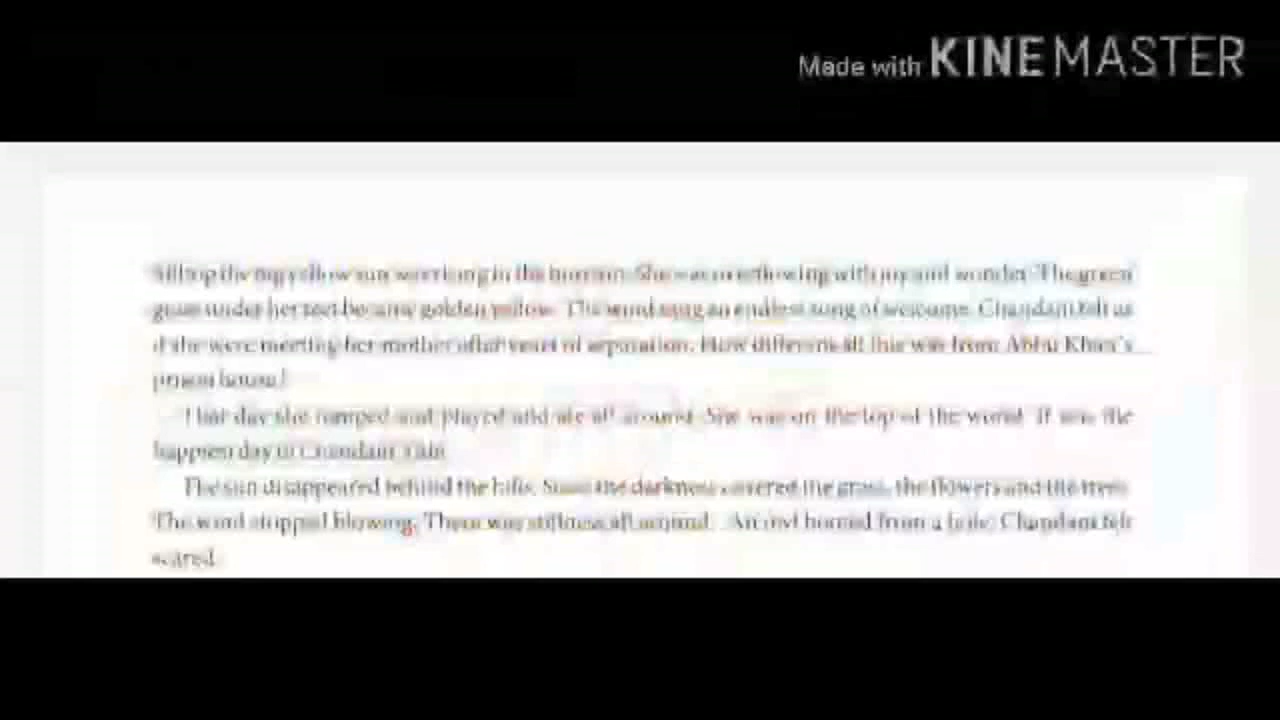 Made with KINEMASTER
the big yellow sun was rising in the horizon. She was overflowing with joy and wonder. The green
grass under her feet became golden yellow. The wind sang an endless song of welcome. Chandani felt as
if she were meeting her mother after years of separation. How different all this was from Abbu Khan's
prison house!
That day she romped and played and ate all around. She was on the top of the world. It was the
happiest day in Chandani's life.
The sun disappeared behind the hills. Soon the darkness covered the grass, the flowers and the trees.
The wind stopped blowing. There was stillness all around. An owl hooted from a hole. Chandani felt
scared.